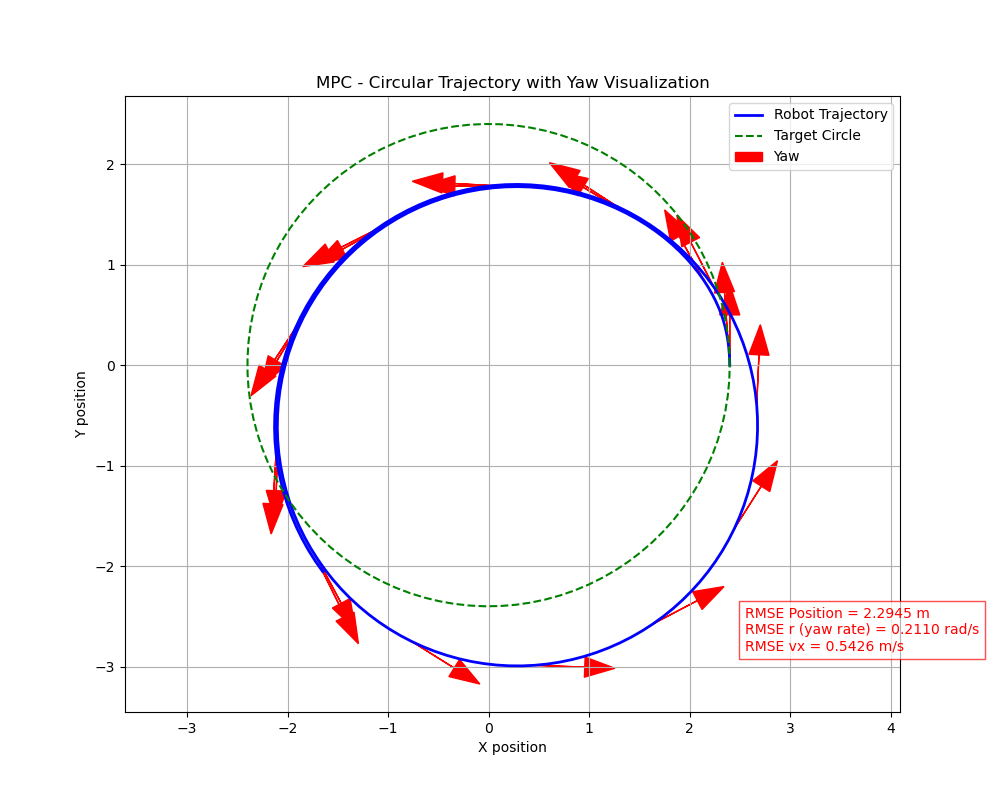 MPC - Circular Trajectory with Yaw Visualization
Robot Trajectory
Target Circle
Yaw
2
1
0
−1
−2
−3
Y position
RMSE Position = 2.2945 m
RMSE r (yaw rate) = 0.2110 rad/s
RMSE vx = 0.5426 m/s
−3 −2 −1 0 1 2 3 4
X position